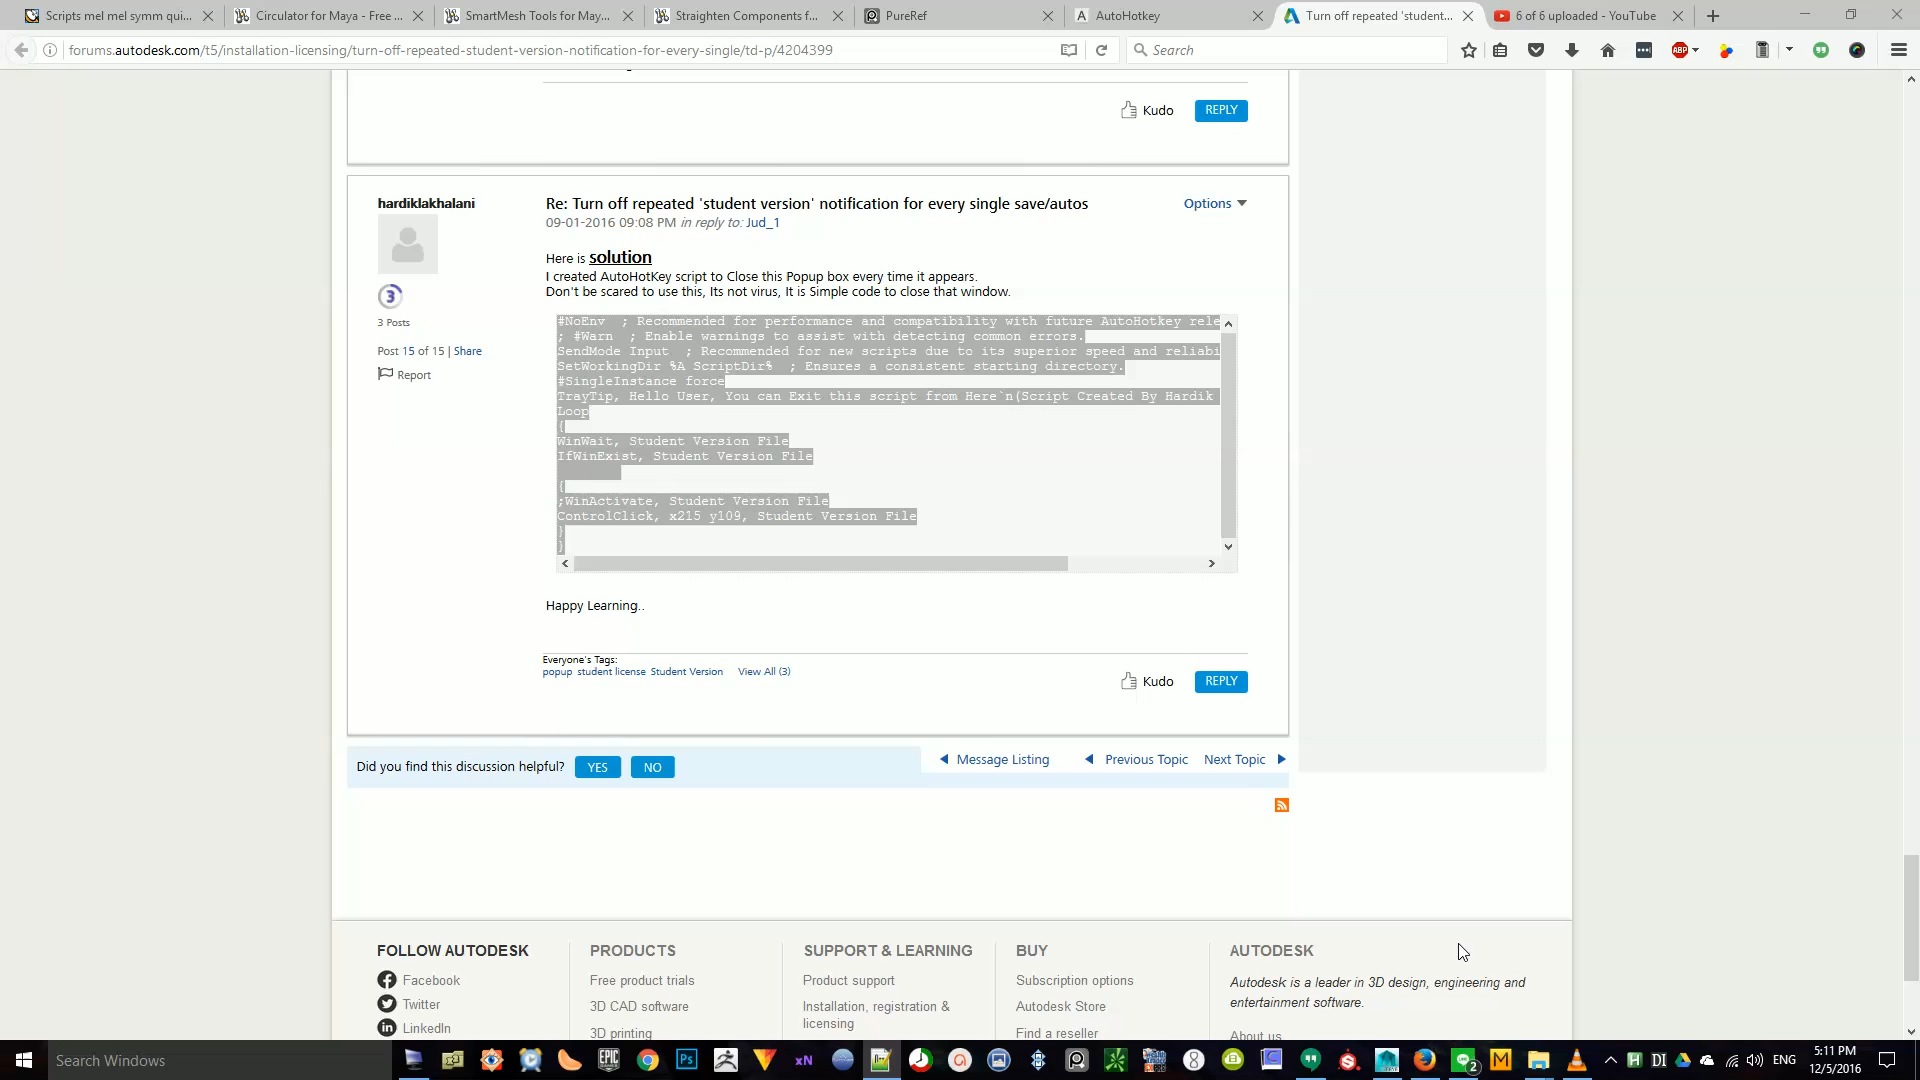 Scripts mel mel symm qui...
Circulator for Maya - Free ...
SmartMesh Tools for May...
Straighten Components f...
PureRef
AutoHotkey
Turn off repeated 'student...
6 of 6 uploaded - YouTube
forums.autodesk.com/t5/installation-licensing/turn-off-repeated-student-version-notification-for-every-single/td-p/4204399
Search
ABP
Kudo
REPLY
hardiklakhalani
3
3 Posts
Post 15 of 15 | Share
Report
Re: Turn off repeated 'student version' notification for every single save/autos
Options
09-01-2016 09:08 PM in reply to: Jud_1
Here is solution
I created AutoHotKey script to Close this Popup box every time it appears.
Don't be scared to use this, Its not virus, It is Simple code to close that window.
#NoEnv  ; Recommended for performance and compatibility with future AutoHotkey rele
; #Warn  ; Enable warnings to assist with detecting common errors.
SendMode Input  ; Recommended for new scripts due to its superior speed and reliabi
SetWorkingDir %A ScriptDir%  ; Ensures a consistent starting directory.
#SingleInstance force
TrayTip, Hello User, You can Exit this script from Here`n(Script Created By Hardik
Loop
{
WinWait, Student Version File
IfWinExist, Student Version File
{
;WinActivate, Student Version File
ControlClick, x215 y109, Student Version File
}
}
Happy Learning..
Everyone's Tags:
popup student license Student Version View All (3)
Kudo
REPLY
Did you find this discussion helpful? YES NO
Message Listing
Previous Topic
Next Topic
FOLLOW AUTODESK
Facebook
Twitter
LinkedIn
PRODUCTS
Free product trials
3D CAD software
3D printing
SUPPORT & LEARNING
Product support
Installation, registration &
licensing
BUY
Subscription options
Autodesk Store
Find a reseller
AUTODESK
Autodesk is a leader in 3D design, engineering and
entertainment software.
About us
Search Windows
EPIC
Ps
xN
2
M
ENG
5:11 PM
12/5/2016